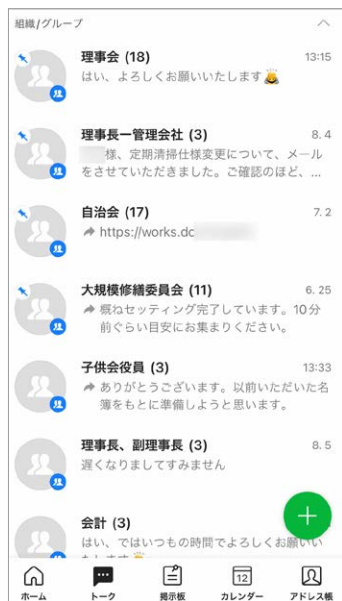 組織/グループ
理事会 (18)
13:15
はい、よろしくお願いいたします
理事長ー管理会社 (3)
8. 4
様、定期清掃仕様変更について、メール
をさせていただきました。ご確認のほど、...
自治会 (17)
7. 2
https://works.dc
大規模修繕委員会 (11)
6. 25
概ねセッティング完了しています。10分
前ぐらい目安にお集まりください。
子供会役員 (3)
13:33
ありがとうございます。以前いただいた名
簿をもとに準備しようと思います。
理事長、副理事長 (3)
8. 5
遅くなりましてすみません
会計 (3)
はい、ではいつもの時間でよろしくお願いい
たします
ホーム
トーク
掲示板
12
カレンダー
アドレス帳